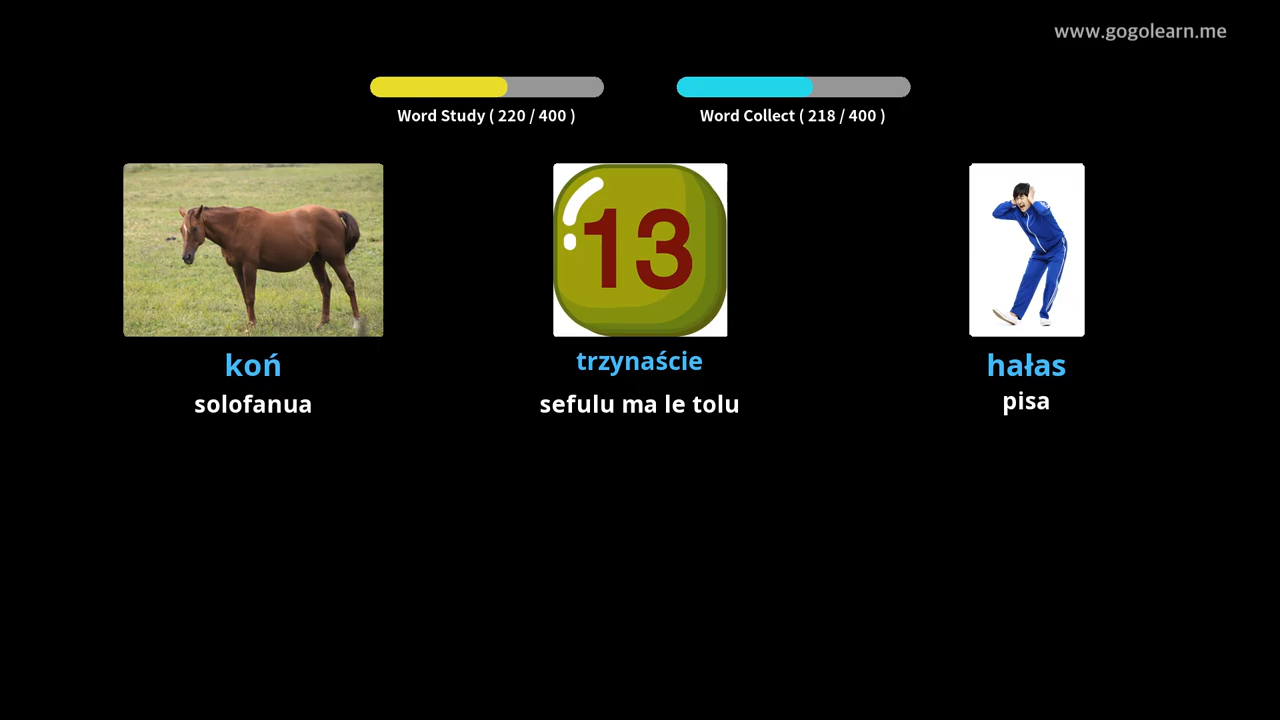 www.gogolearn.me
Word Study ( 220 / 400 )
Word Collect ( 218 / 400 )
13
koń
trzynaście
hałas
solofanua
sefulu ma le tolu
pisa